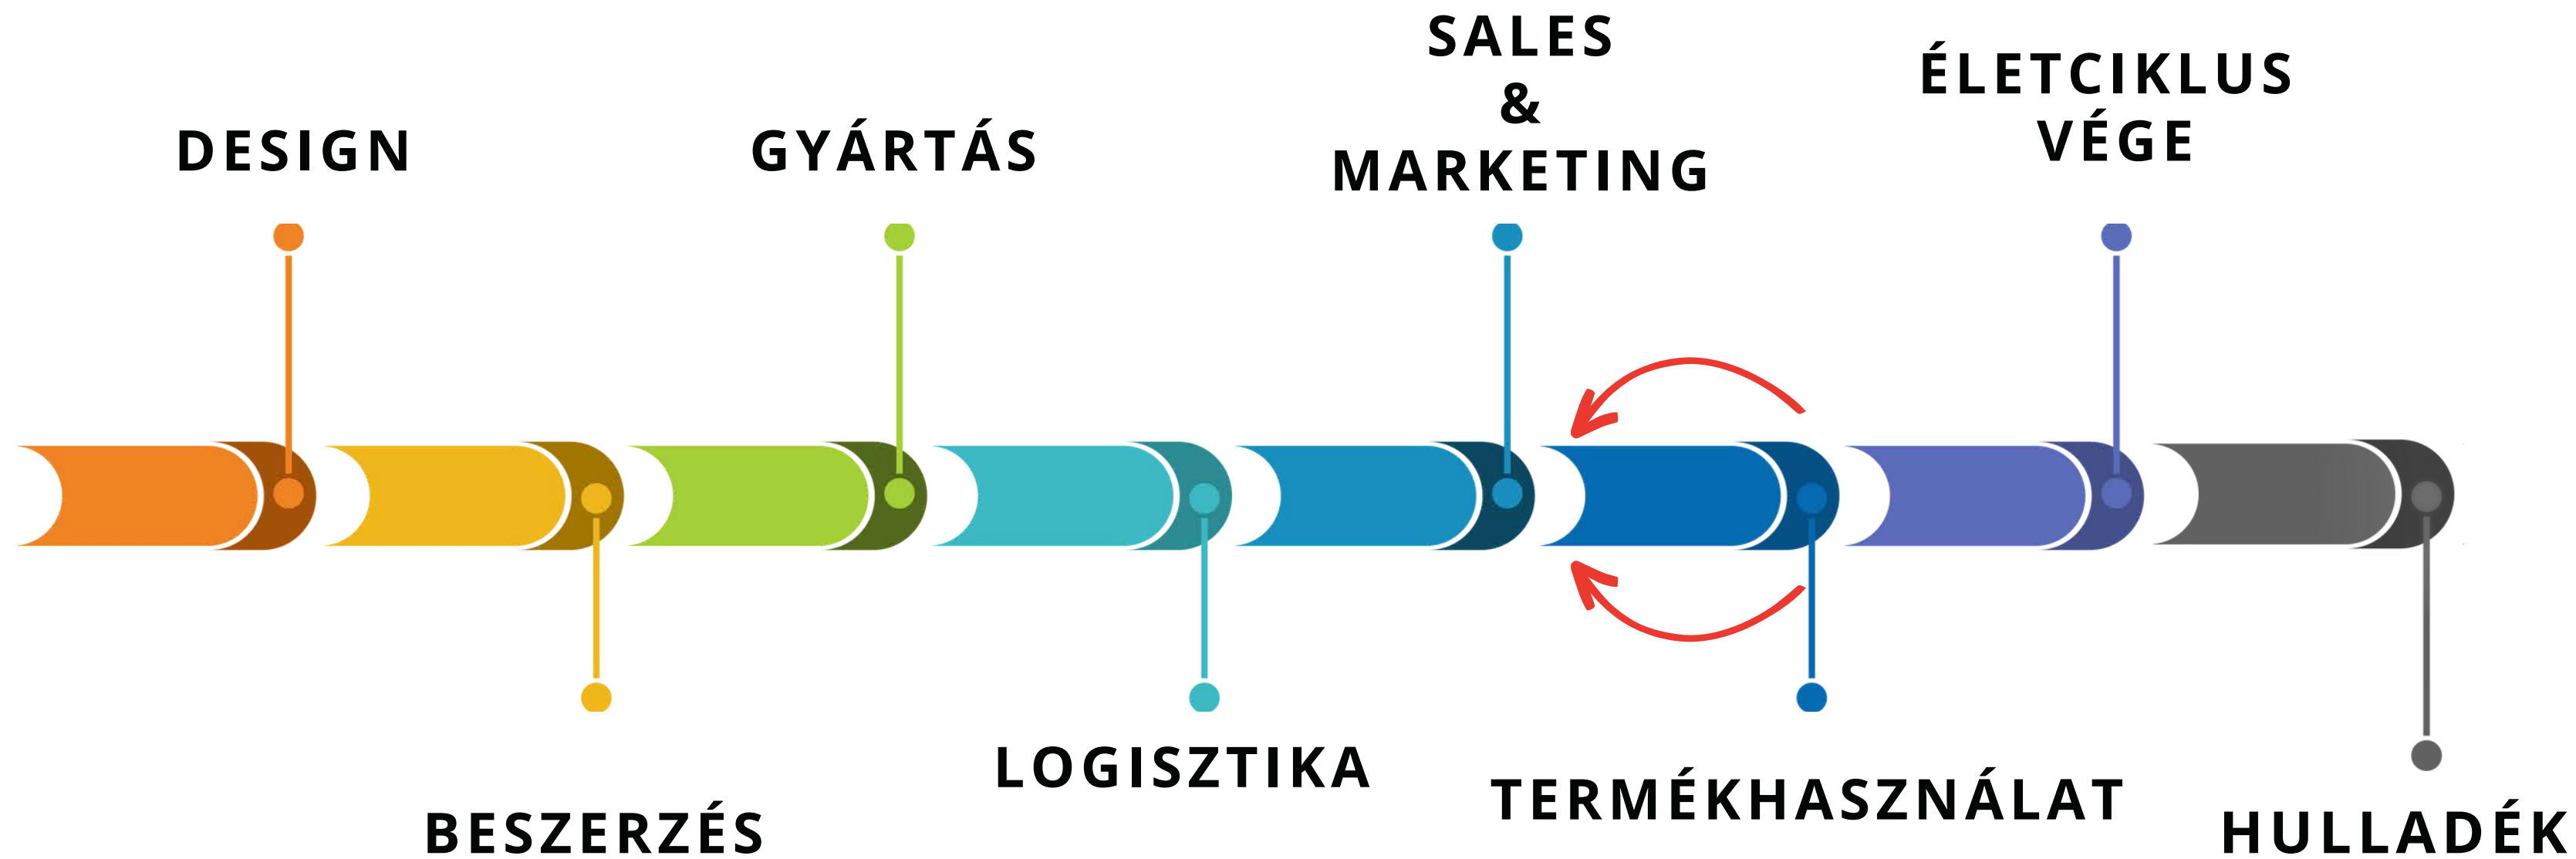 DESIGN
BESZERZÉS
GYÁRTÁS
LOGISZTIKA
SALES
&
MARKETING
TERMÉKHASZNÁLAT
ÉLETCIKLUS
VÉGE
HULLADÉK